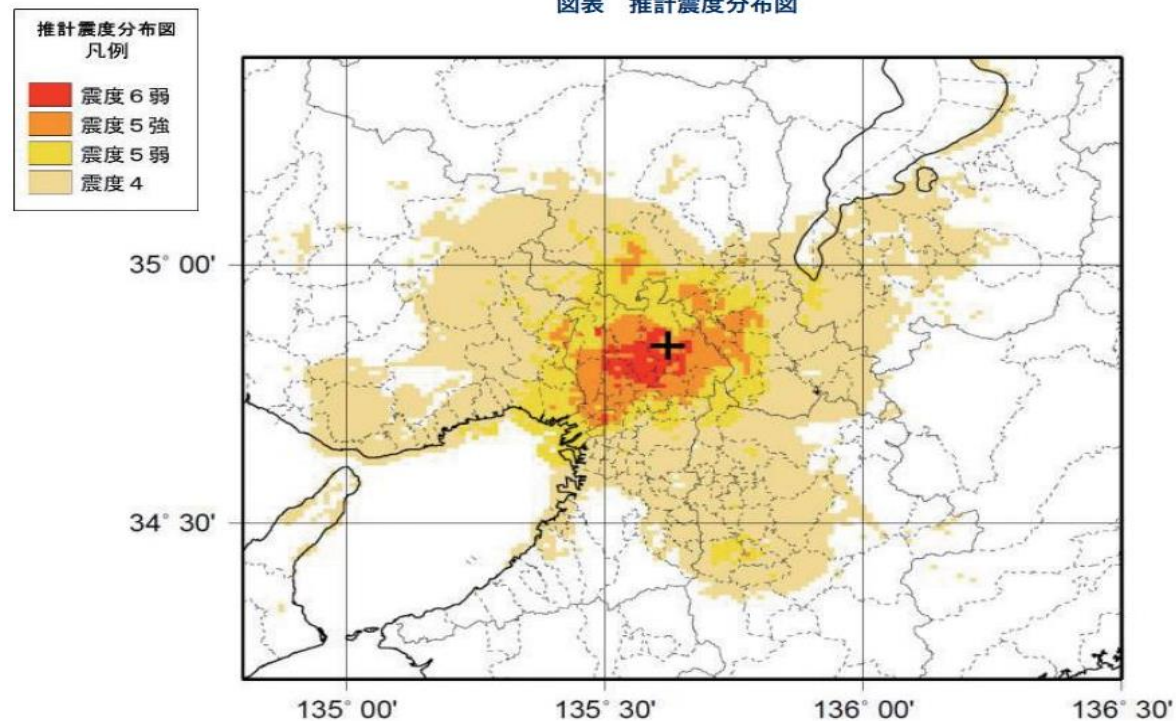 図表 推計震度分布図
推計震度分布図
凡例
震度6弱
震度5強
震度5弱
震度4
35° 00'
34° 30'
135° 00'
135° 30'
136° 00'
136° 30'